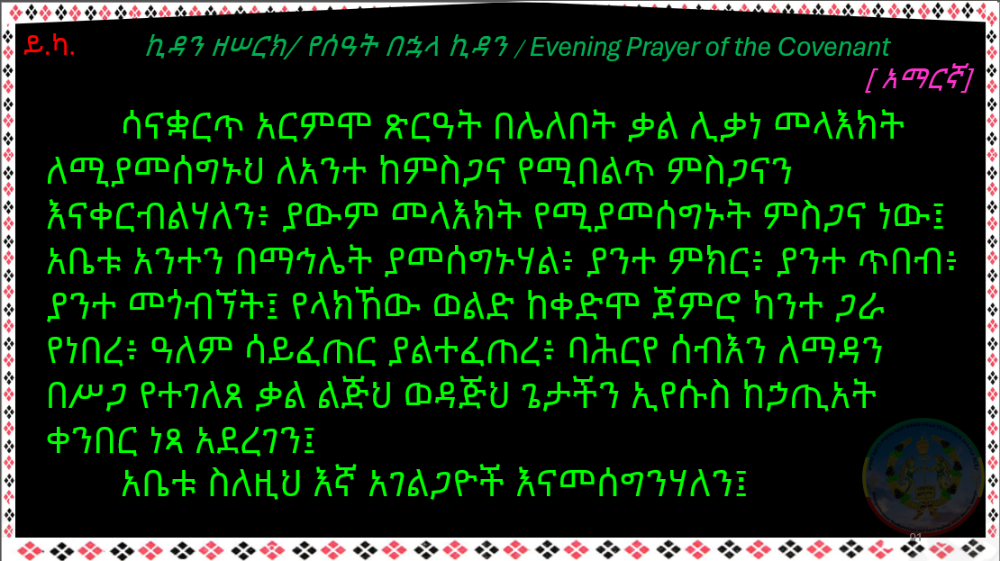 ይ.ካ. ኪዳን ዘሠርክ/ የሰዓት በኋላ ኪዳን / Evening Prayer of the Covenant
[ አማርኛ]
ሳናቋርጥ አርምሞ ጽርዓት በሌለበት ቃል ሊቃነ መላእክት
ለሚያመሰግኑህ ለአንተ ከምስጋና የሚበልጥ ምስጋናን
እናቀርብልሃለን፥ ያውም መላእክት የሚያመሰግኑት ምስጋና ነው፤
አቤቱ አንተን በማኅሌት ያመሰግኑሃል፥ ያንተ ምክር፥ ያንተ ጥበብ፥
ያንተ መጎብኘት፤ የላክኸው ወልድ ከቀድሞ ጀምሮ ካንተ ጋራ
የነበረ፥ ዓለም ሳይፈጠር ያልተፈጠረ፥ ባሕርየ ሰብእን ለማዳን
በሥጋ የተገለጸ ቃል ልጅህ ወዳጅህ ጌታችን ኢየሱስ ከኃጢአት
ቀንበር ነጻ አደረገን፤
አቤቱ ስለዚህ እኛ አገልጋዮች እናመሰግንሃለን፤
91